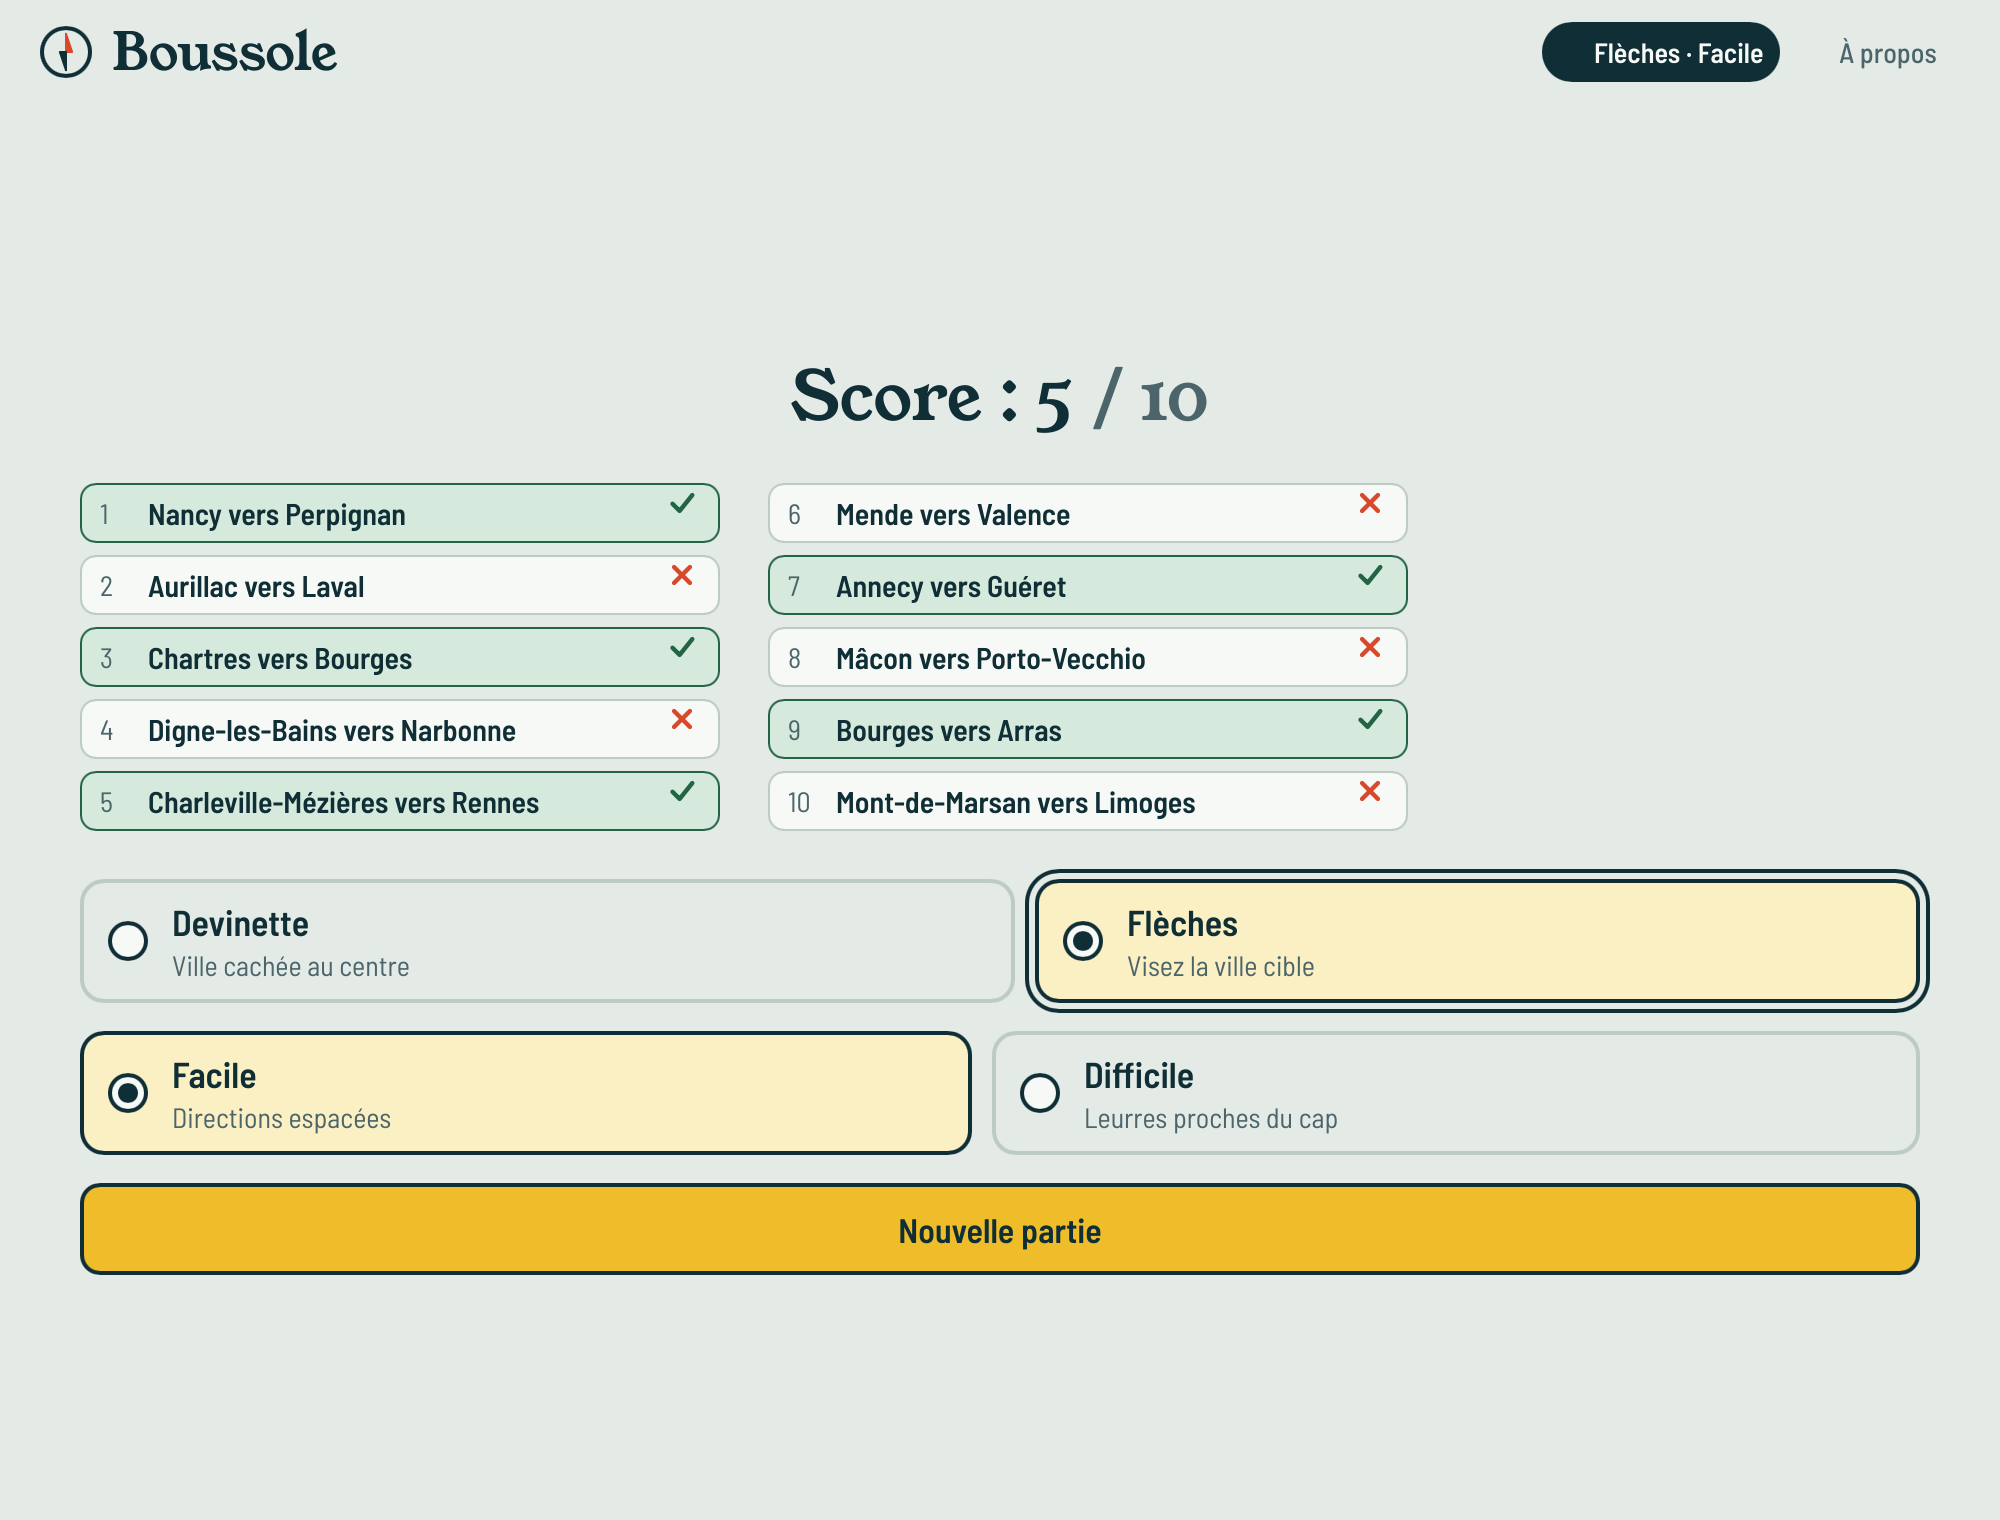 Boussole
Flèches · Facile
À propos
Score : 5 / 10
1 Nancy vers Perpignan
2 Aurillac vers Laval
3 Chartres vers Bourges
4 Digne-les-Bains vers Narbonne
5 Charleville-Mézières vers Rennes
6 Mende vers Valence
7 Annecy vers Guéret
8 Mâcon vers Porto-Vecchio
9 Bourges vers Arras
10 Mont-de-Marsan vers Limoges
Devinette
Ville cachée au centre
Flèches
Visez la ville cible
Facile
Directions espacées
Difficile
Leurres proches du cap
Nouvelle partie